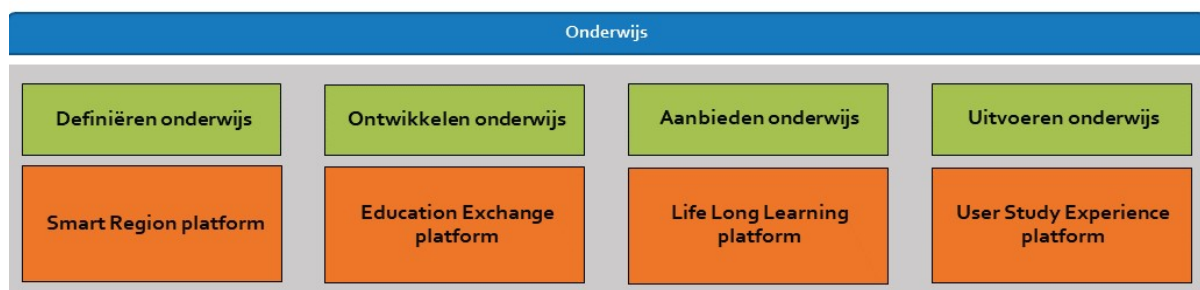 Onderwijs
Definiëren onderwijs
Ontwikkelen onderwijs
Aanbieden onderwijs
Uitvoeren onderwijs
Smart Region platform
Education Exchange
platform
Life Long Learning
platform
User Study Experience
platform